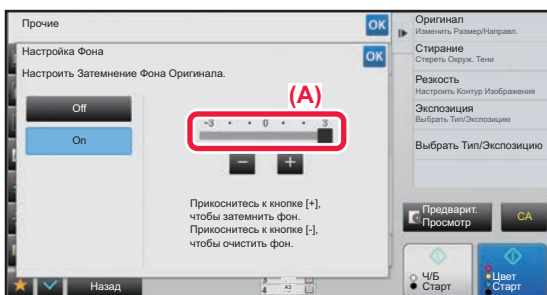 Прочие
OK
Настройка Фона
OK
Настроить Затемнение Фона Оригинала.
Off
On
(A)
-3 • • 0 • • 3
− +
Прикоснитесь к кнопке [+],
чтобы затемнить фон.
Прикоснитесь к кнопке [-],
чтобы очистить фон.
Назад
A3
4
Оригинал
Изменить Размер/Направл.
Стирание
Стереть Окруж. Тени
Резкость
Настроить Контур Изображения
Экспозиция
Выбрать Тип/Экспозицию
Выбрать Тип/Экспозицию
Предварит.
Просмотр
CA
Ч/Б
Старт
Цвет
Старт